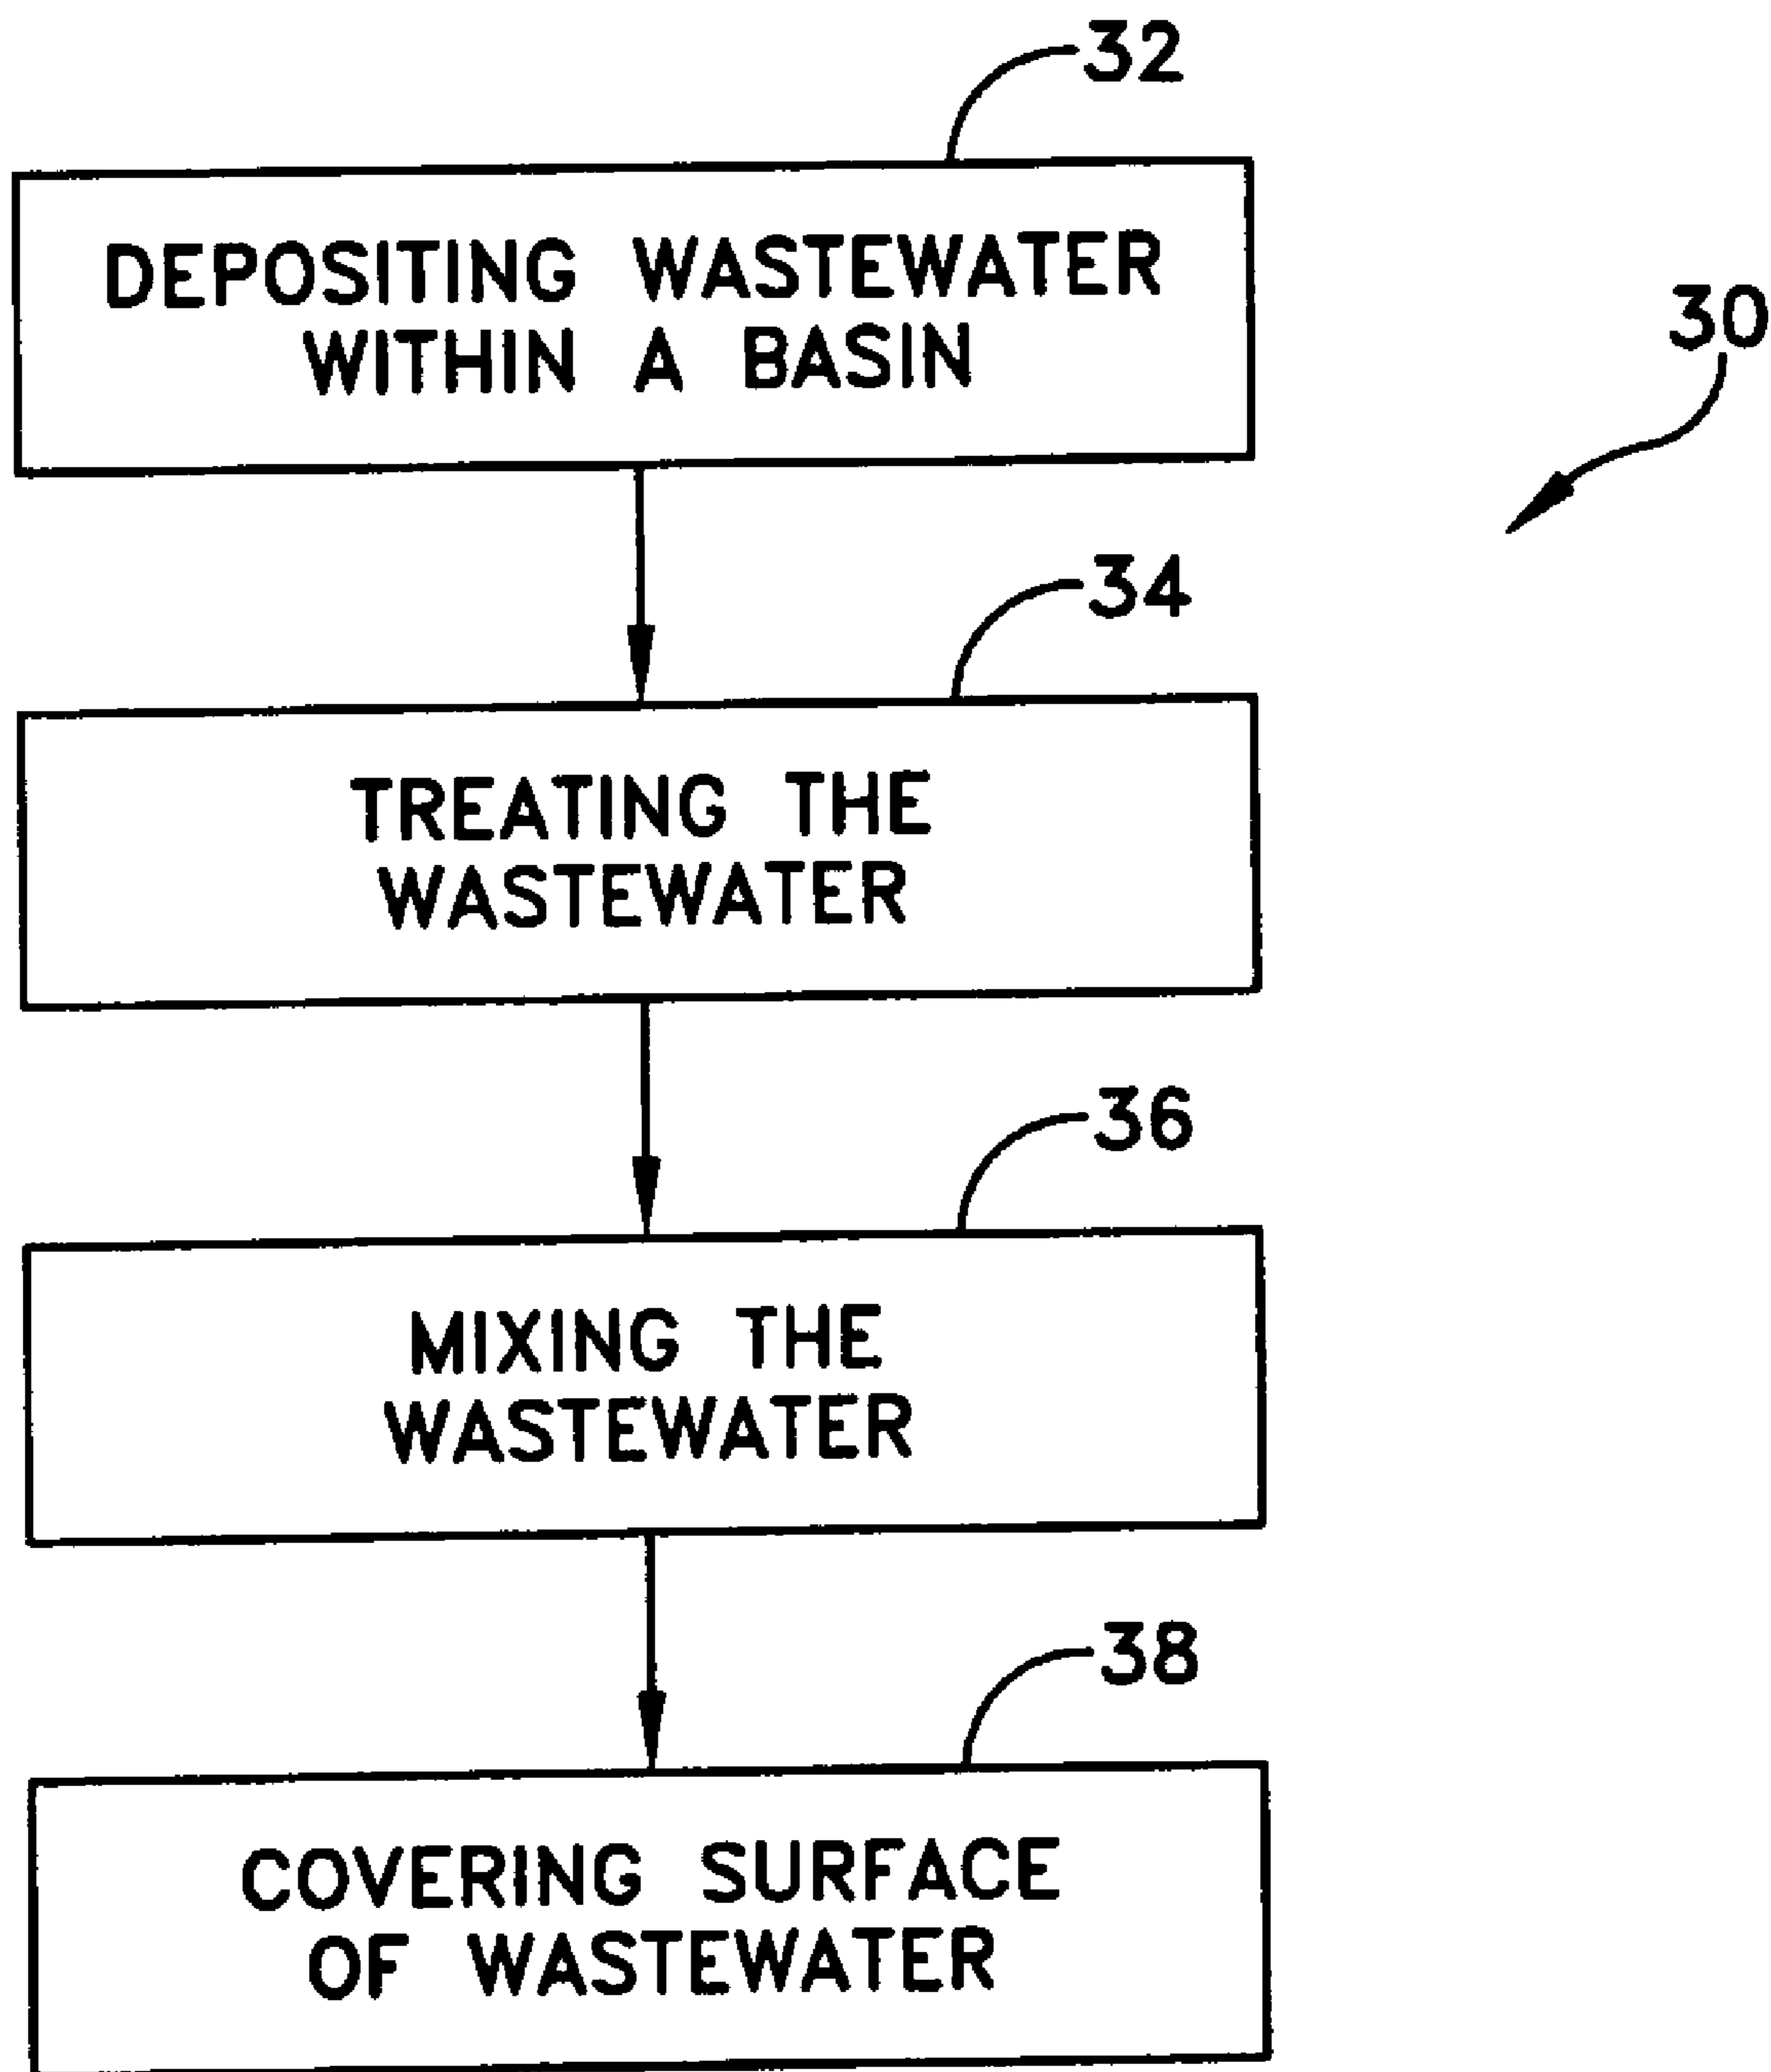 32
DEPOSITING WASTEWATER
WITHIN A BASIN
30
34
TREATING THE
WASTEWATER
36
MIXING THE
WASTEWATER
38
COVERING SURFACE
OF WASTEWATER